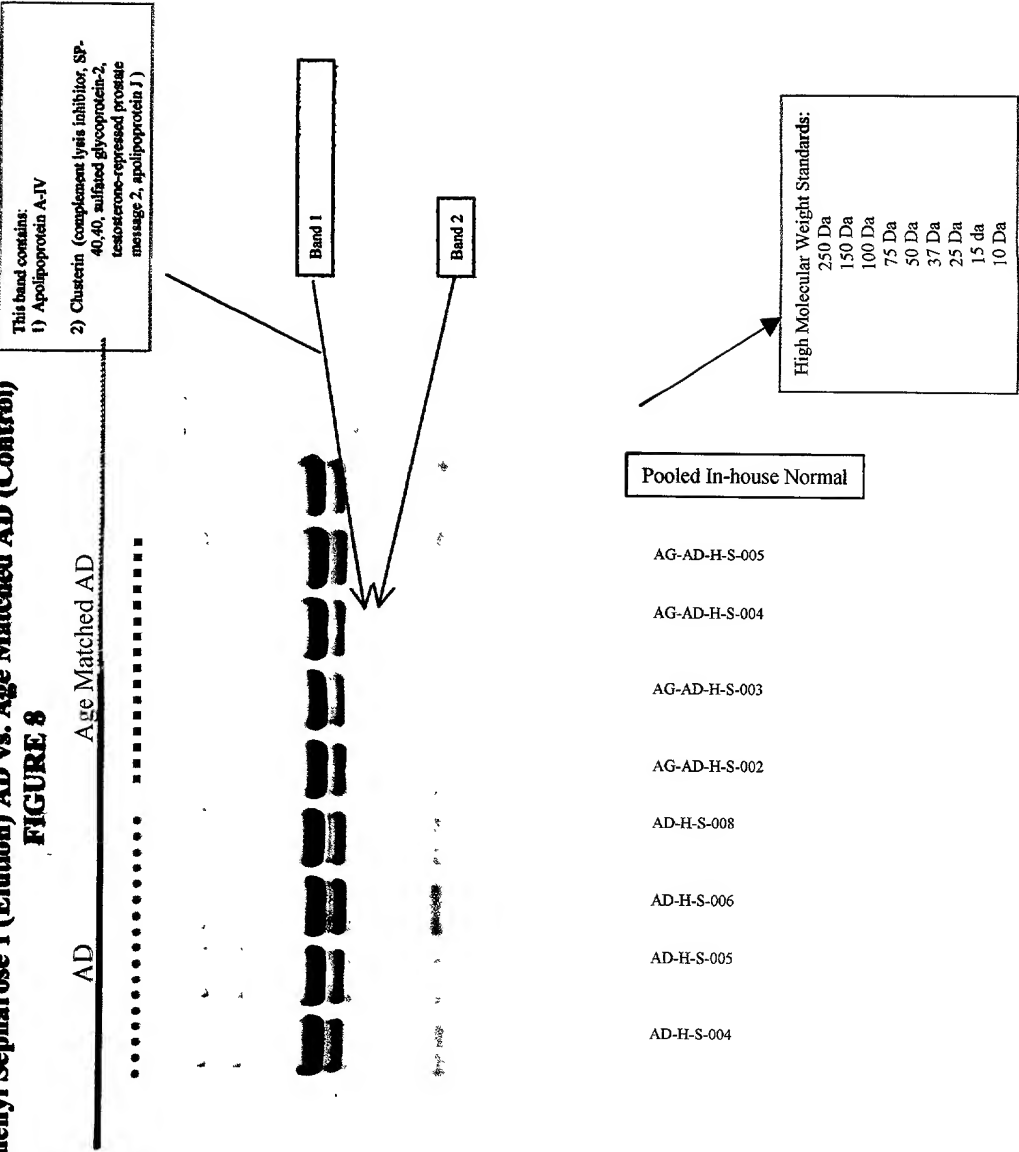 Sepharose I (Elution) AD vs. Age Matched AD (Control)
FIGURE 8
AD
Age Matched AD
This band contains:
1) Apolipoprotein A-IV
2) Clusterin (complement lysis inhibitor, SP-
40,40, sulfated glycoprotein-2,
testosterone-repressed prostate
message 2, apolipoprotein J )
Band 1
Band 2
Pooled In-house Normal
AG-AD-H-S-005
AG-AD-H-S-004
AG-AD-H-S-003
AG-AD-H-S-002
AD-H-S-008
AD-H-S-006
AD-H-S-005
AD-H-S-004
High Molecular Weight Standards:
250 Da
150 Da
100 Da
75 Da
50 Da
37 Da
25 Da
15 da
10 Da